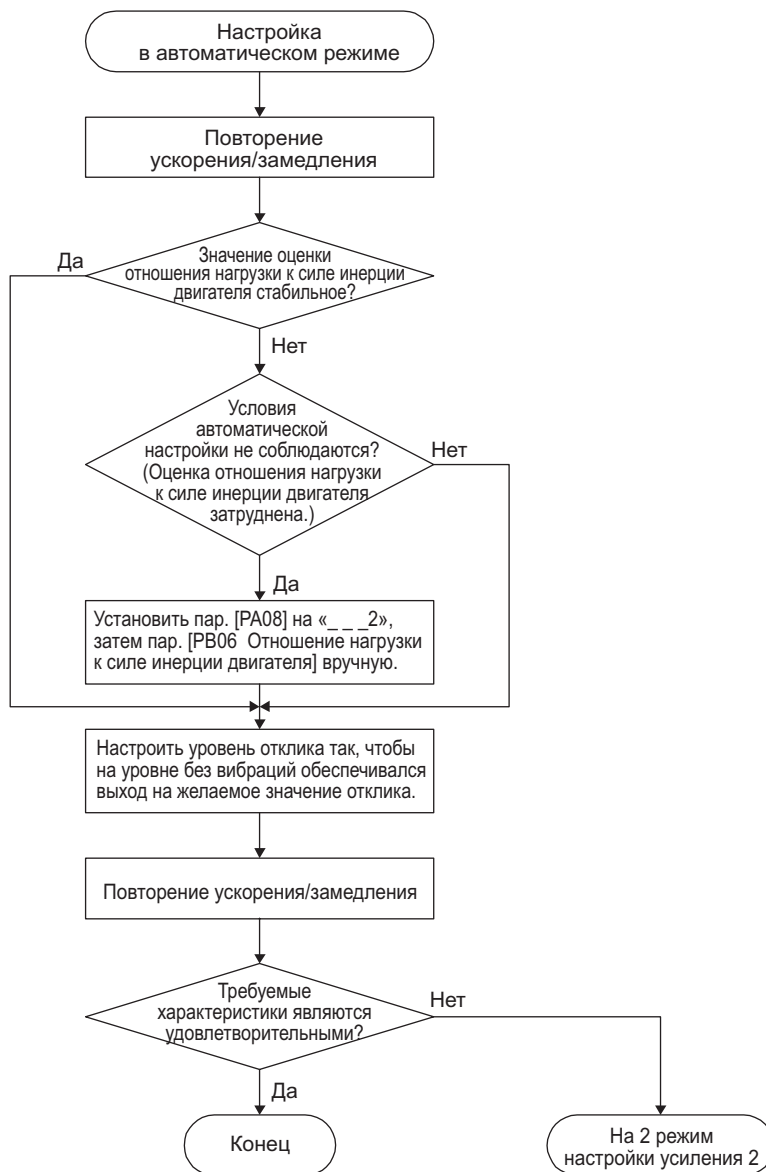 Настройка
в автоматическом режиме
Повторение
ускорения/замедления
Значение оценки
отношения нагрузки к силе инерции
двигателя стабильное?
Да
Нет
Условия
автоматической
настройки не соблюдаются?
(Оценка отношения нагрузки
к силе инерции двигателя
затруднена.)
Нет
Да
Установить пар. [PA08] на «_ _ _2»,
затем пар. [PB06 Отношение нагрузки
к силе инерции двигателя] вручную.
Настроить уровень отклика так, чтобы
на уровне без вибраций обеспечивался
выход на желаемое значение отклика.
Повторение ускорения/замедления
Требуемые
характеристики являются
удовлетворительными?
Нет
Да
Конец
На 2 режим
настройки усиления 2